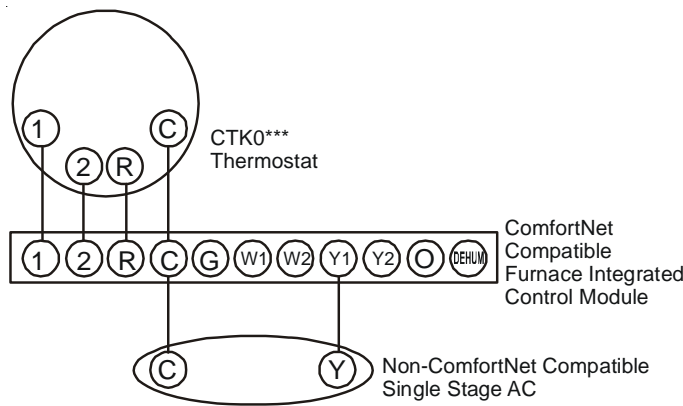 1 C
2 R
CTK0***
Thermostat
1 2 R C G W1 W2 Y1 Y2 O DEHUM
ComfortNet
Compatible
Furnace Integrated
Control Module
C Y
Non-ComfortNet Compatible
Single Stage AC